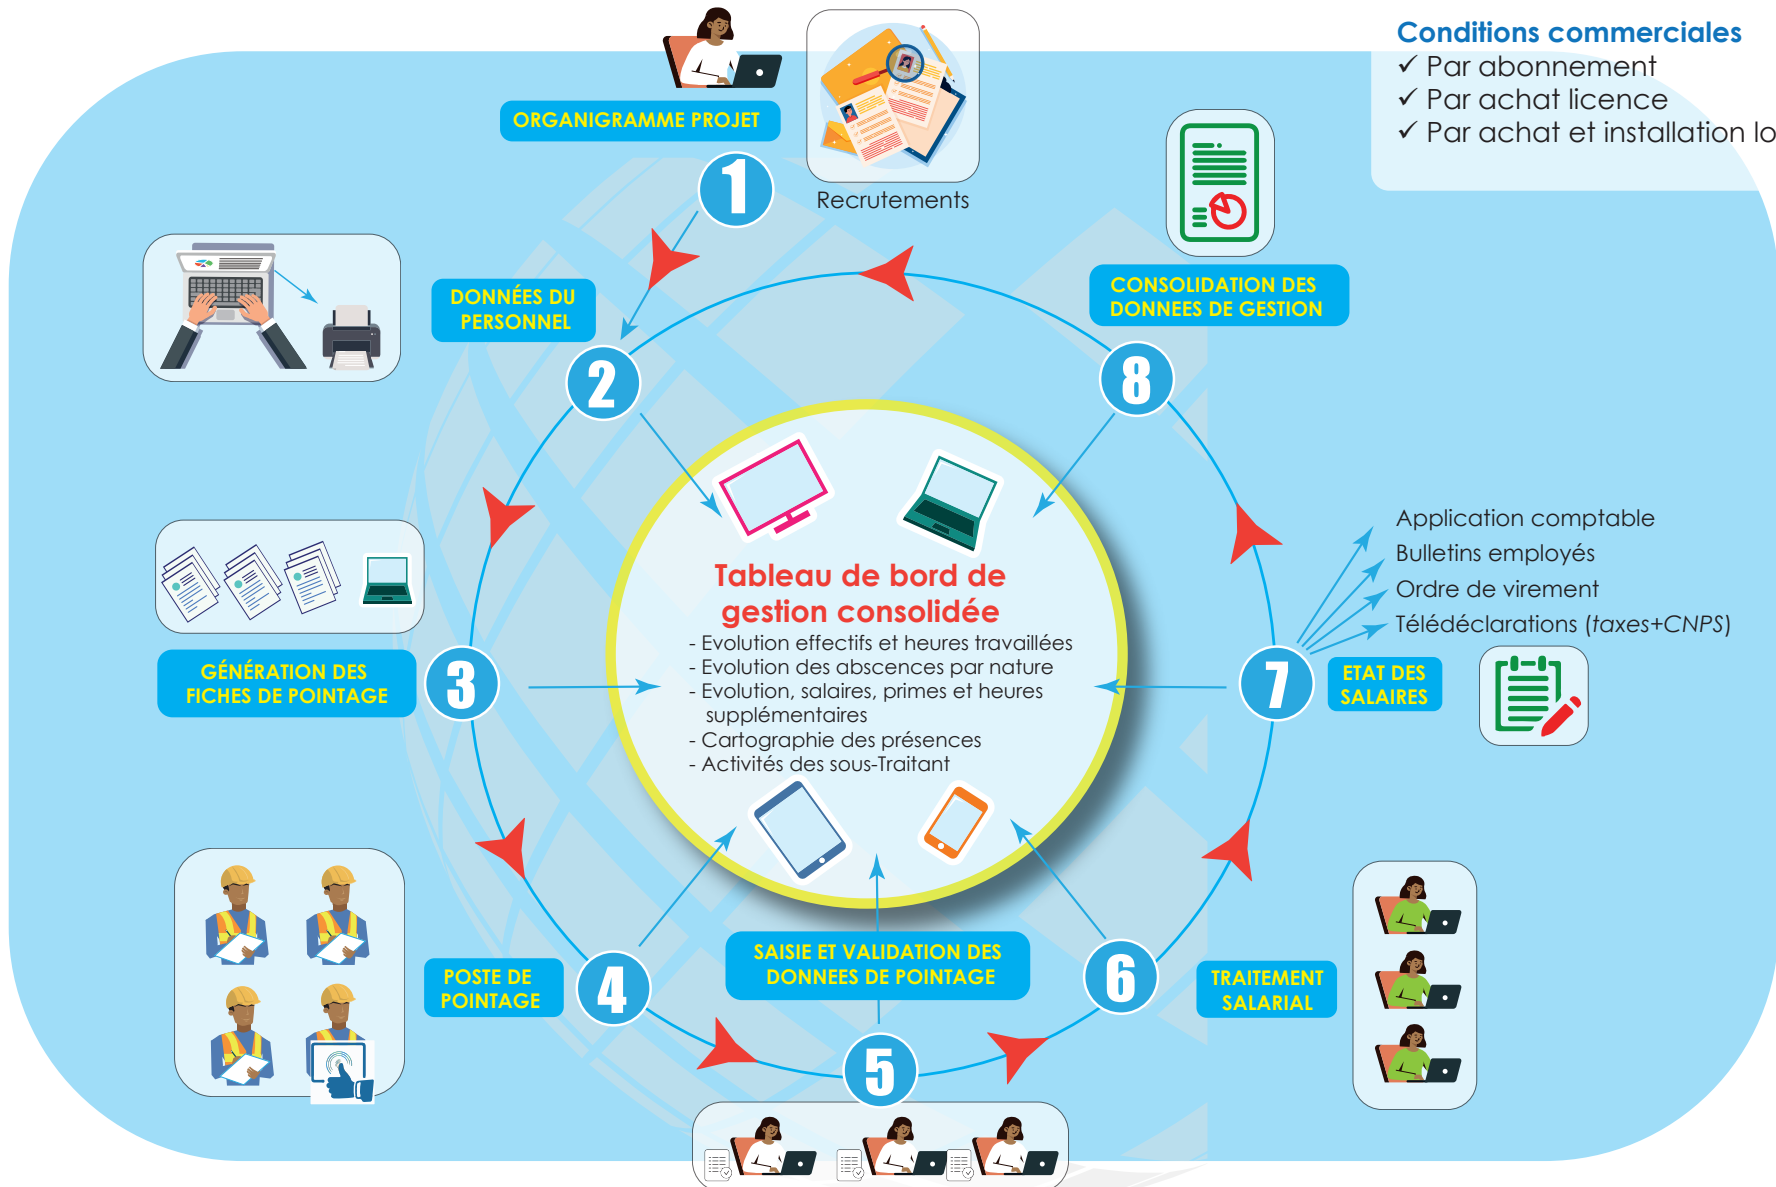 Conditions commerciales
✓ Par abonnement
✓ Par achat licence
✓ Par achat et installation lo
ORGANIGRAMME PROJET
1
Recrutements
DONNÉES DU
PERSONNEL
2
CONSOLIDATION DES
DONNEES DE GESTION
8
GÉNÉRATION DES
FICHES DE POINTAGE
3
Tableau de bord de
gestion consolidée
- Evolution effectifs et heures travaillées
- Evolution des abscences par nature
- Evolution, salaires, primes et heures
supplémentaires
- Cartographie des présences
- Activités des sous-Traitant
Application comptable
Bulletins employés
Ordre de virement
Télédéclarations (taxes+CNPS)
7
ETAT DES
SALAIRES
POSTE DE
POINTAGE
4
SAISIE ET VALIDATION DES
DONNEES DE POINTAGE
5
6
TRAITEMENT
SALARIAL